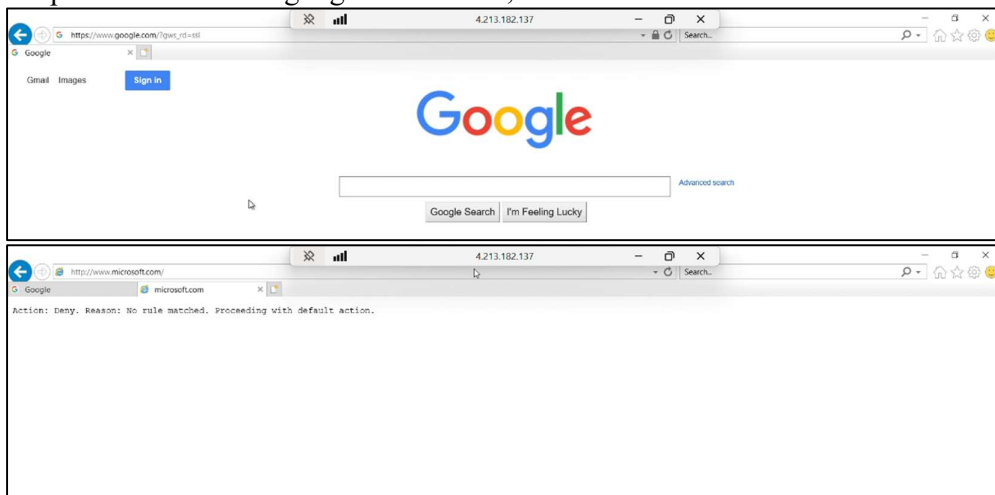 4.213.182.137
https://www.google.com/?gws_rd=ssl
Search...
Google
Gmail Images Sign in
Google
Advanced search
Google Search I'm Feeling Lucky
4.213.182.137
http://www.microsoft.com/
Search...
Google microsoft.com
Action: Deny. Reason: No rule matched. Proceeding with default action.